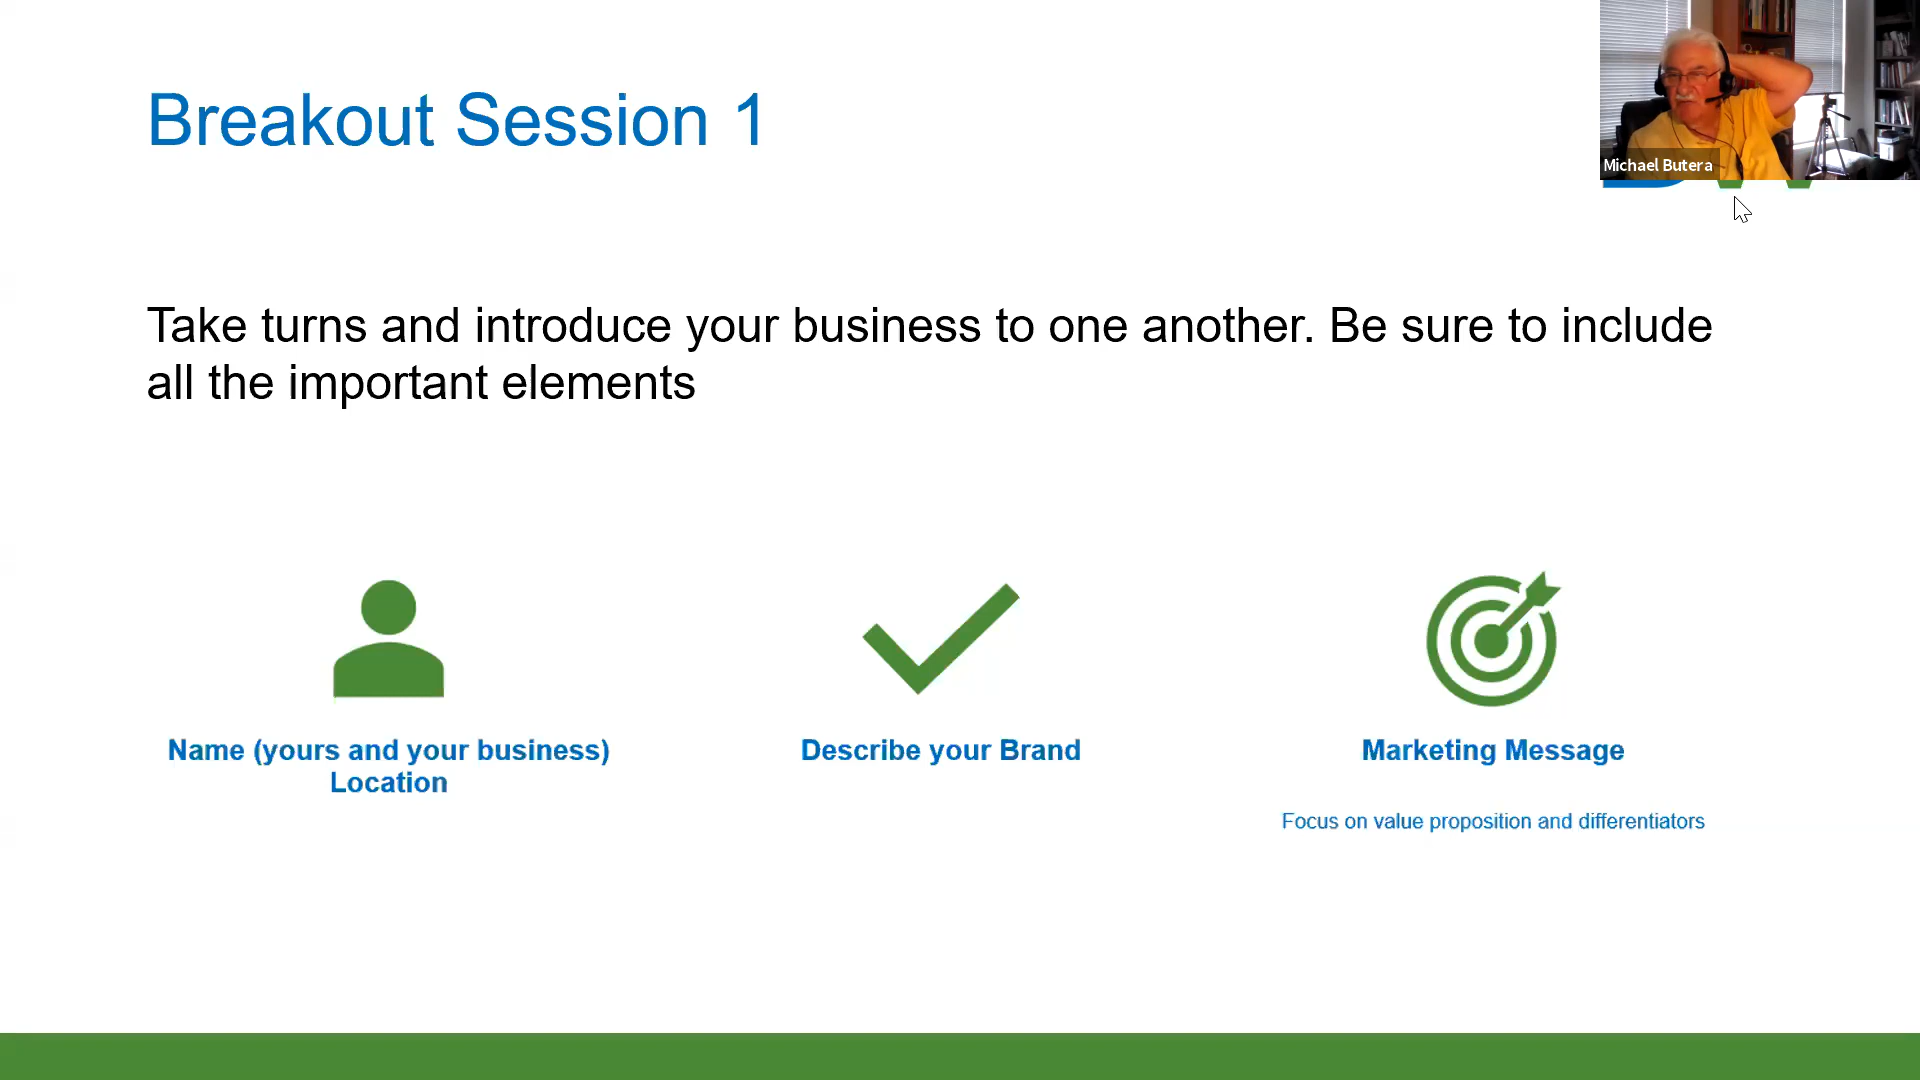 Breakout Session 1
Michael Butera
Take turns and introduce your business to one another. Be sure to include
all the important elements
Name (yours and your business)
Location
Describe your Brand
Marketing Message
Focus on value proposition and differentiators